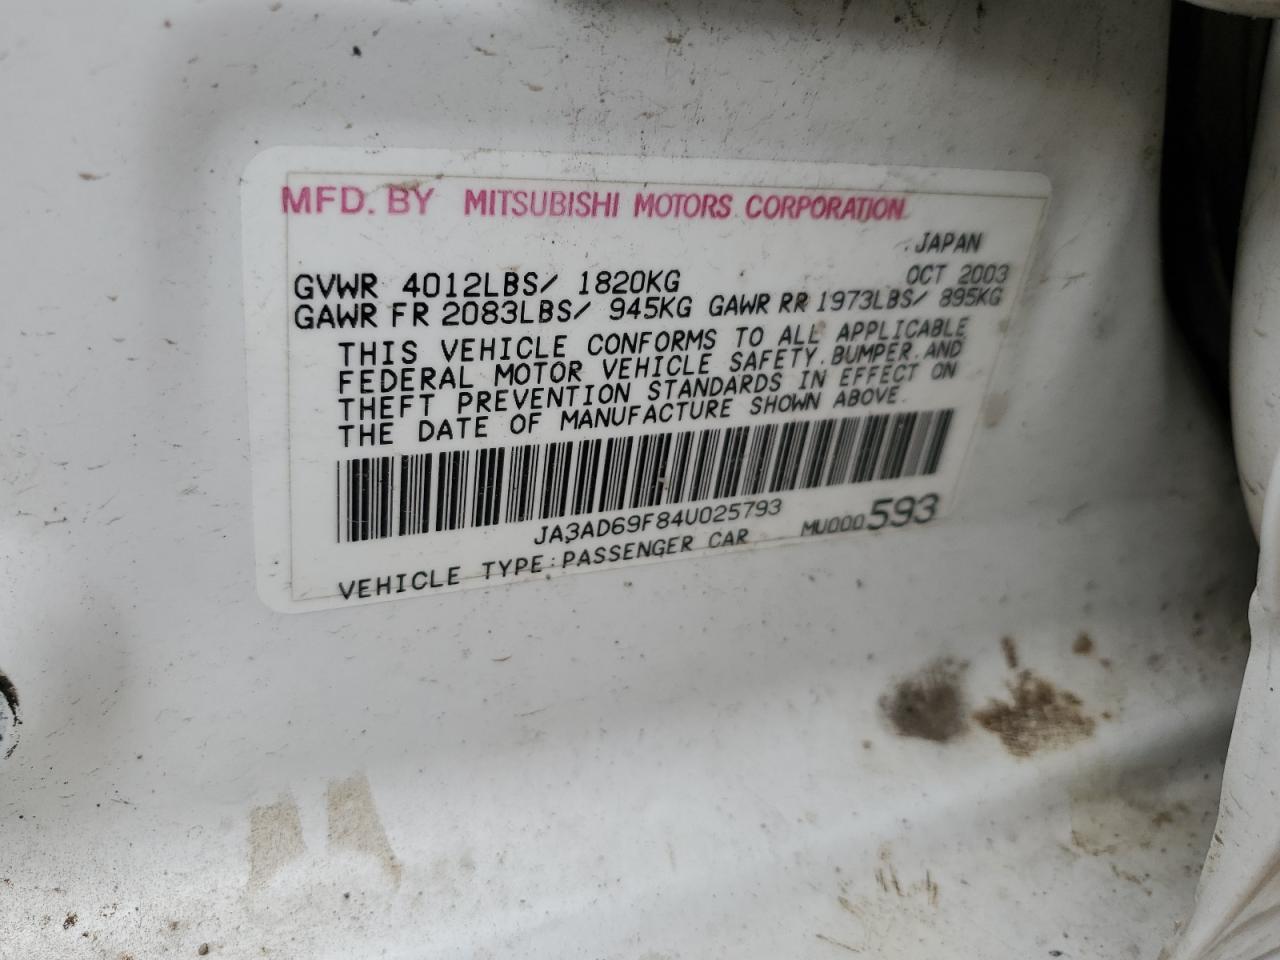 MFD. BY MITSUBISHI MOTORS CORPORATION
JAPAN
GVWR 4012LBS/ 1820KG OCT 2003
GAWR FR 2083LBS/ 945KG GAWR RR 1973LBS/ 895KG
THIS VEHICLE CONFORMS TO ALL APPLICABLE
FEDERAL MOTOR VEHICLE SAFETY, BUMPER, AND
THEFT PREVENTION STANDARDS IN EFFECT ON
THE DATE OF MANUFACTURE SHOWN ABOVE.
JA3AD69F84U025793
VEHICLE TYPE: PASSENGER CAR MU000593